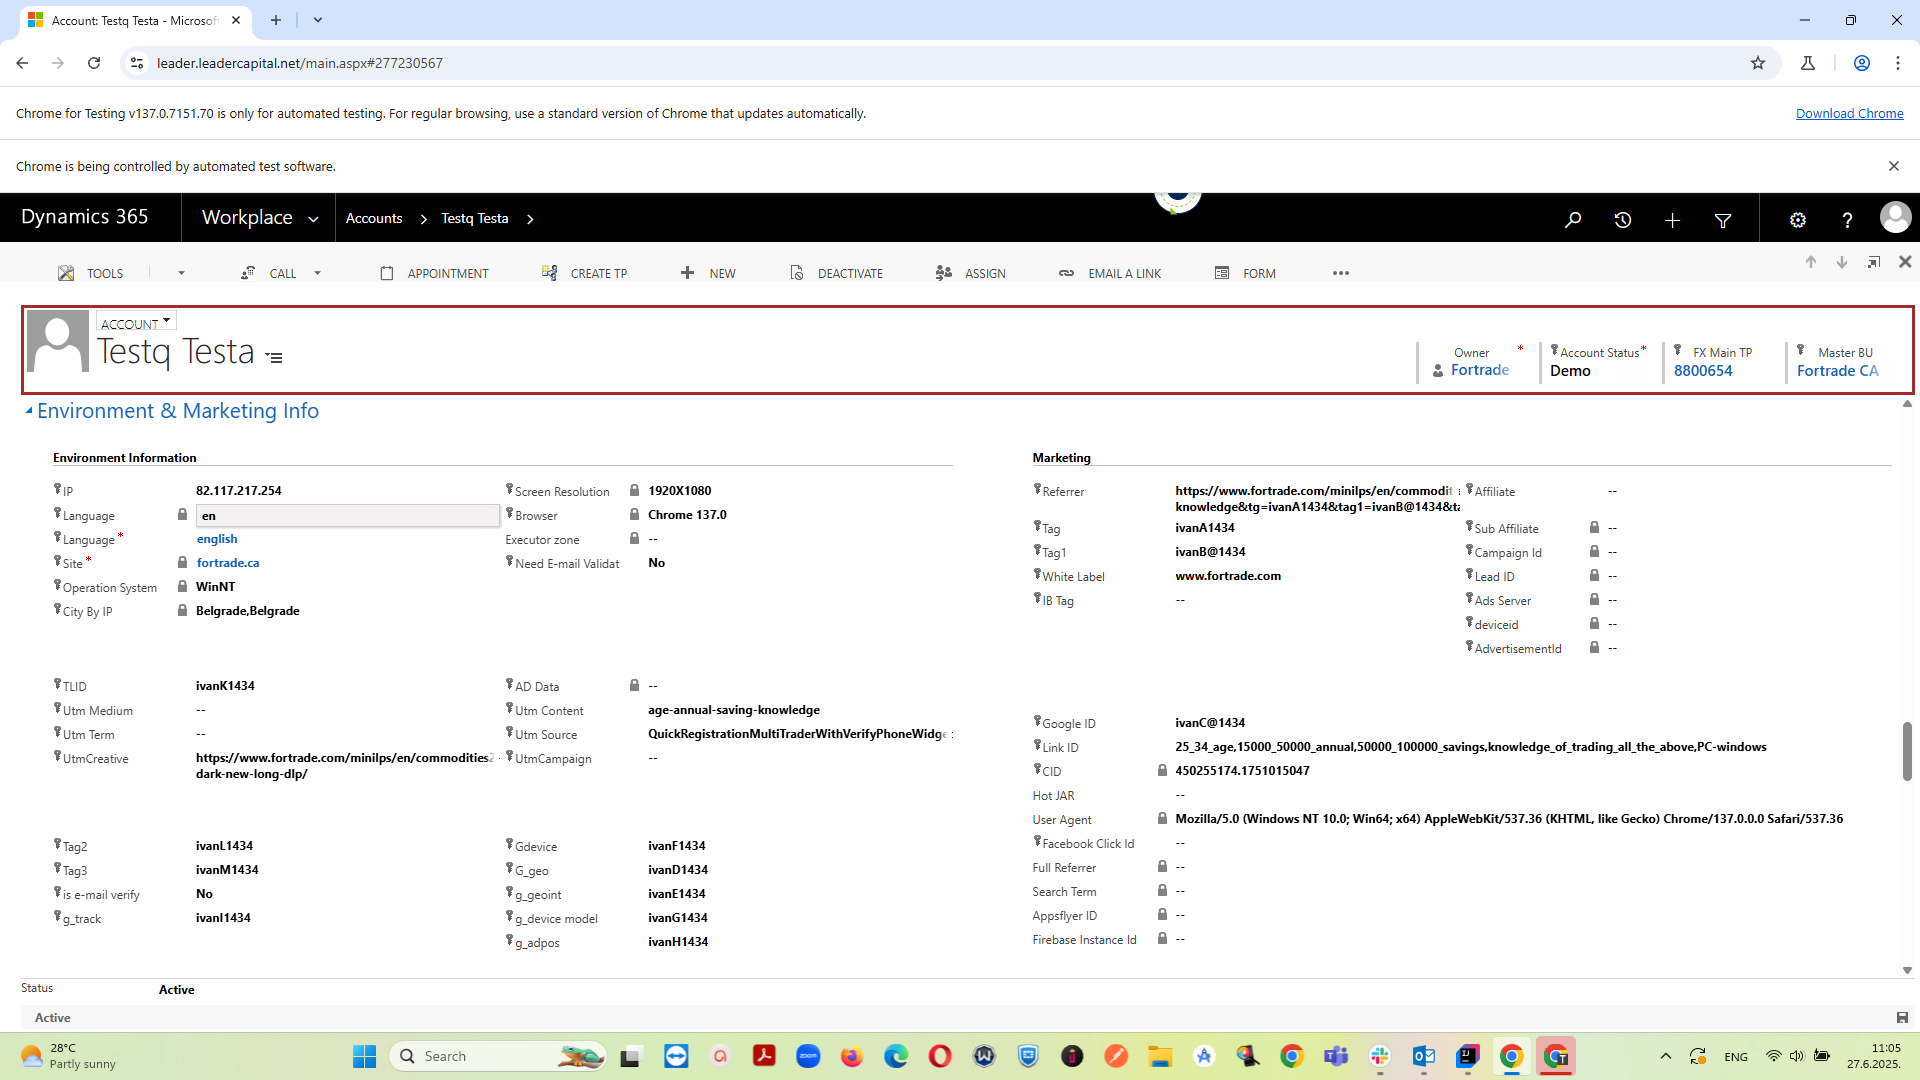 Account: Testq Testa - Microsof
leader.leadercapital.net/main.aspx#277230567
Chrome for Testing v137.0.7151.70 is only for automated testing. For regular browsing, use a standard version of Chrome that updates automatically.
Download Chrome
Chrome is being controlled by automated test software.
Dynamics 365
Workplace
Accounts
Testq Testa
TOOLS
CALL
APPOINTMENT
CREATE TP
NEW
DEACTIVATE
ASSIGN
EMAIL A LINK
FORM
ACCOUNT
Testq Testa
Owner *
Fortrade
Account Status *
Demo
FX Main TP
8800654
Master BU
Fortrade CA
Environment & Marketing Info
Environment Information
IP 82.117.217.254
Language en
Language * english
Site * fortrade.ca
Operation System WinNT
City By IP Belgrade,Belgrade
Screen Resolution 1920X1080
Browser Chrome 137.0
Executor zone --
Need E-mail Validat No
TLID ivanK1434
Utm Medium --
Utm Term --
UtmCreative https://www.fortrade.com/minilps/en/commodities2-
dark-new-long-dlp/
AD Data --
Utm Content age-annual-saving-knowledge
Utm Source QuickRegistrationMultiTraderWithVerifyPhoneWidge
UtmCampaign --
Tag2 ivanL1434
Tag3 ivanM1434
is e-mail verify No
g_track ivanI1434
Gdevice ivanF1434
G_geo ivanD1434
g_geoint ivanE1434
g_device model ivanG1434
g_adpos ivanH1434
Marketing
Referrer https://www.fortrade.com/minilps/en/commodit
knowledge&tg=ivanA1434&tag1=ivanB@1434&ta
Tag ivanA1434
Tag1 ivanB@1434
White Label www.fortrade.com
IB Tag --
Affiliate --
Sub Affiliate --
Campaign Id --
Lead ID --
Ads Server --
deviceid --
AdvertisementId --
Google ID ivanC@1434
Link ID 25_34_age,15000_50000_annual,50000_100000_savings,knowledge_of_trading_all_the_above,PC-windows
CID 450255174.1751015047
Hot JAR --
User Agent Mozilla/5.0 (Windows NT 10.0; Win64; x64) AppleWebKit/537.36 (KHTML, like Gecko) Chrome/137.0.0.0 Safari/537.36
Facebook Click Id --
Full Referrer --
Search Term --
Appsflyer ID --
Firebase Instance Id --
Status Active
Active
28°C
Partly sunny
Search
zoom
ENG
11:05
27.6.2025.